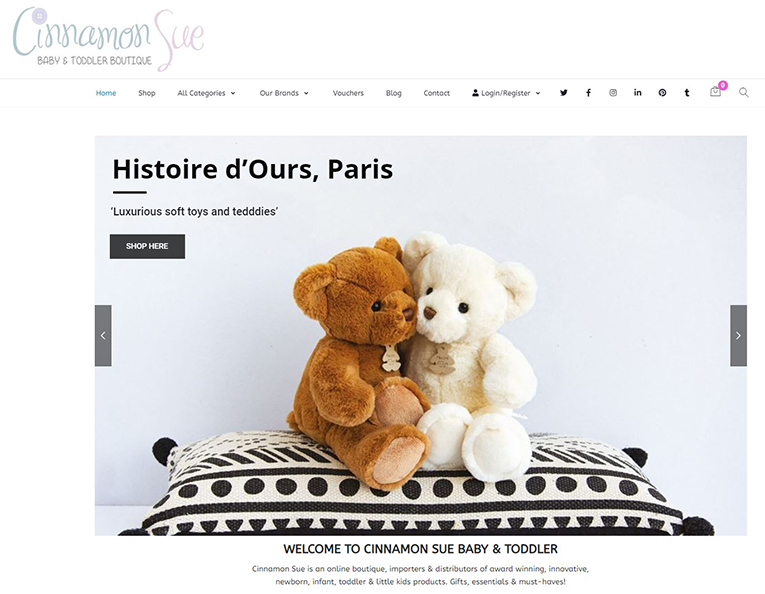 Cinnamon Sue
BABY & TODDLER BOUTIQUE
Home Shop All Categories Our Brands Vouchers Blog Contact Login/Register 0
Histoire d’Ours, Paris
‘Luxurious soft toys and tedddies’
SHOP HERE
WELCOME TO CINNAMON SUE BABY & TODDLER
Cinnamon Sue is an online boutique, importers & distributors of award winning, innovative,
newborn, infant, toddler & little kids products. Gifts, essentials & must-haves!